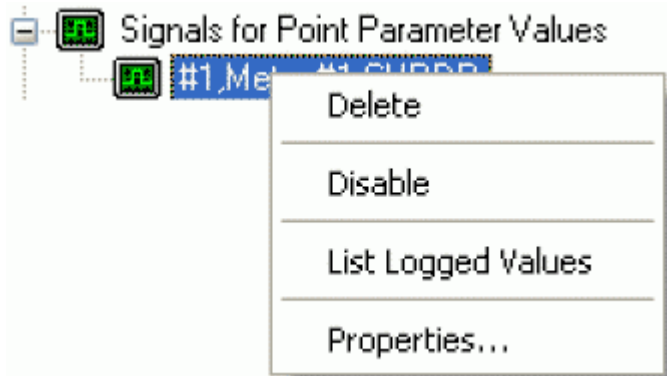 Signals for Point Parameter Values
#1,Me
Delete
Disable
List Logged Values
Properties...